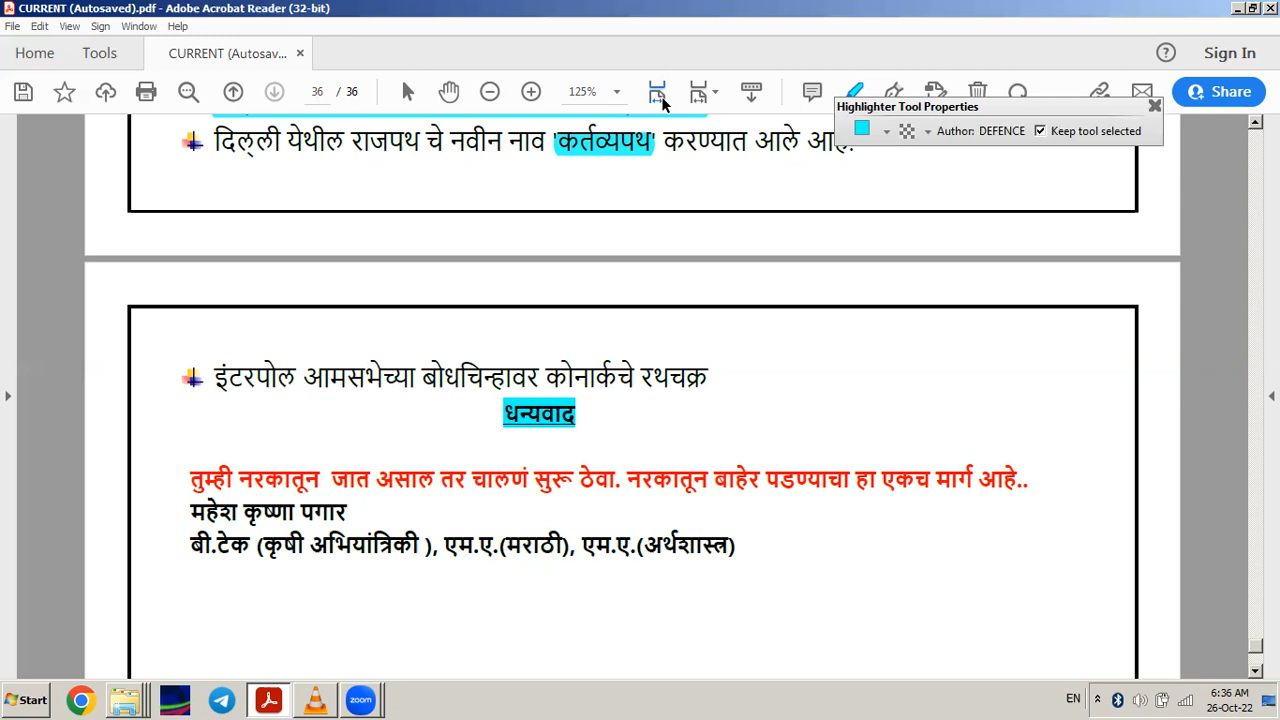 CURRENT (Autosaved).pdf - Adobe Acrobat Reader (32-bit)
File Edit View Sign Window Help
Home Tools CURRENT (Autosav... × Sign In
36 / 36 125% Share
Highlighter Tool Properties
Author: DEFENCE Keep tool selected
दिल्ली येथील राजपथ चे नवीन नाव 'कर्तव्यपथ' करण्यात आले आहे.
इंटरपोल आमसभेच्या बोधचिन्हावर कोनार्कचे रथचक्र
धन्यवाद
तुम्ही नरकातून जात असाल तर चालणं सुरू ठेवा. नरकातून बाहेर पडण्याचा हा एकच मार्ग आहे..
महेश कृष्णा पगार
बी.टेक (कृषी अभियांत्रिकी ), एम.ए.(मराठी), एम.ए.(अर्थशास्त्र)
Start zoom EN 6:36 AM
26-Oct-22